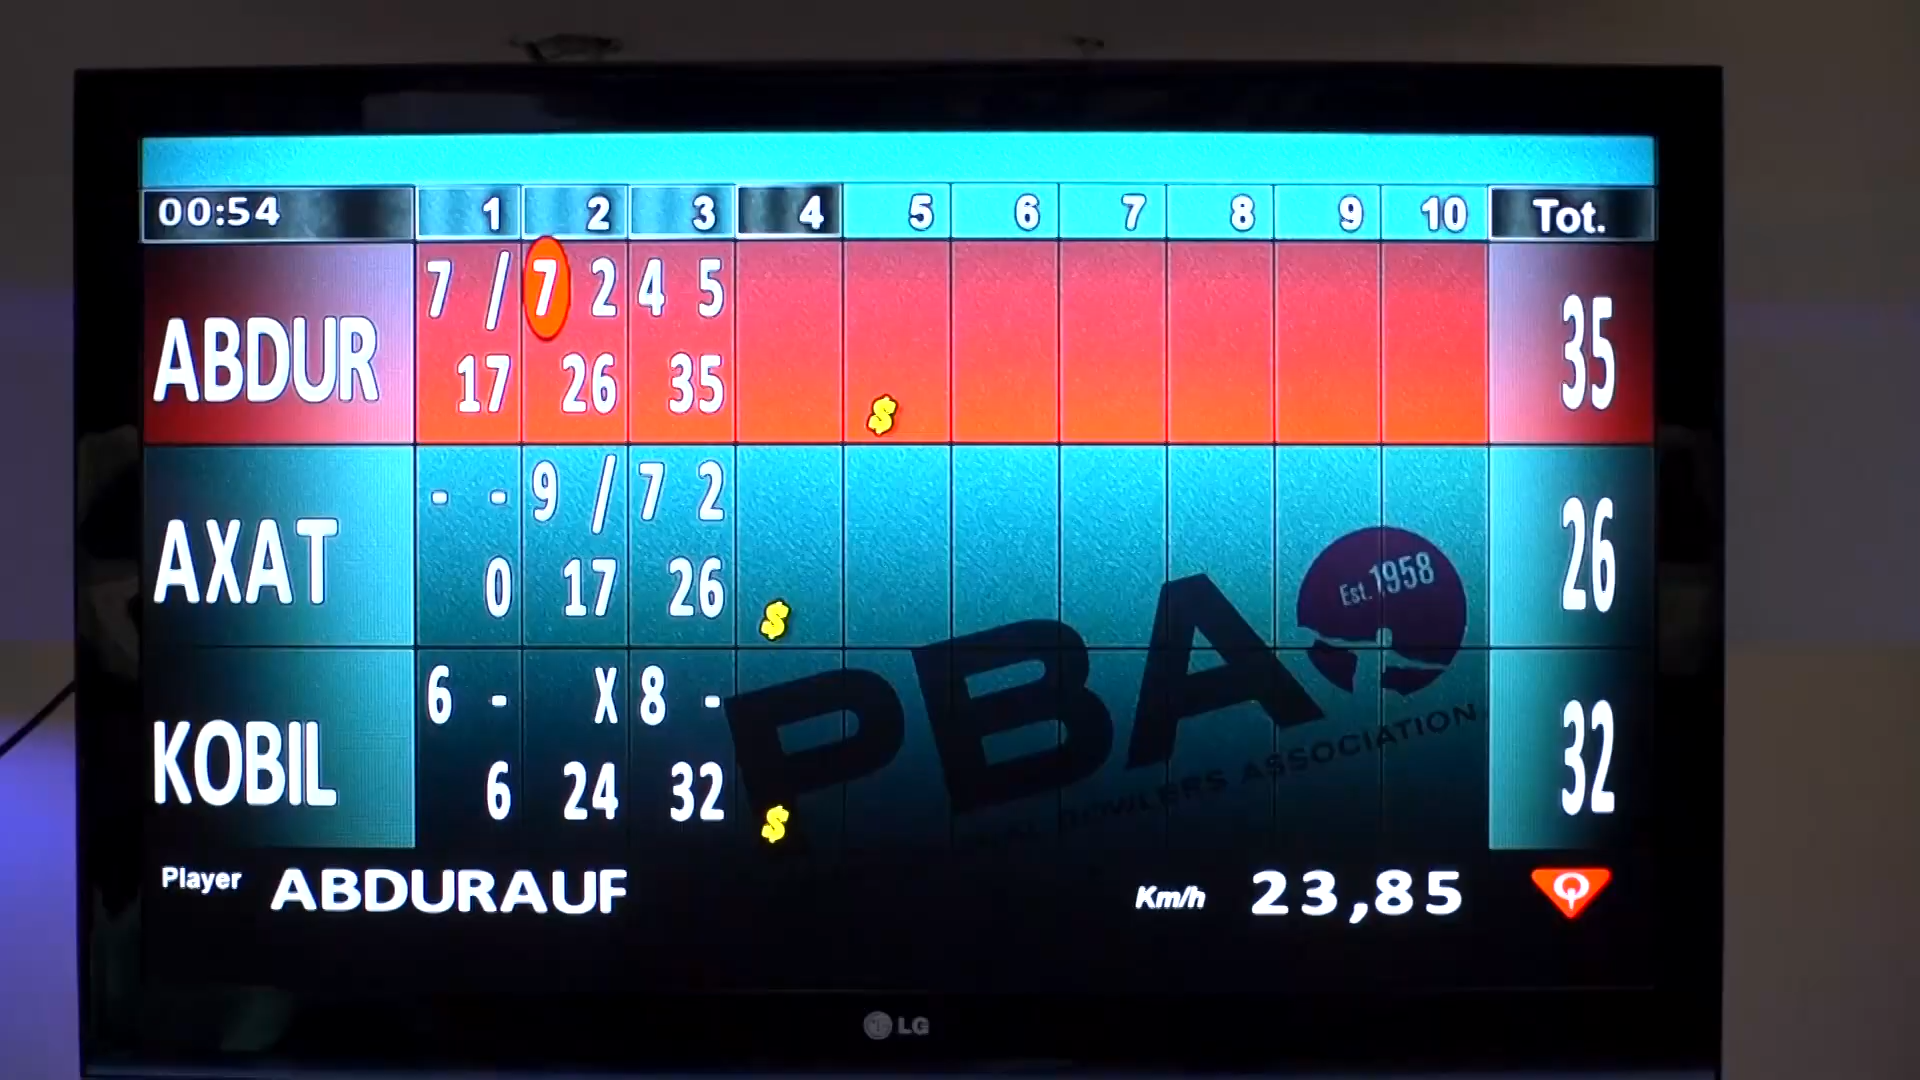 00:54 1 2 3 4 5 6 7 8 9 10 Tot.
7 / 7 2 4 5
ABDUR 17 26 35 35
- - 9 / 7 2
AXAT 0 17 26 26
6 - X 8 -
KOBIL 6 24 32 32
$
$
$
Est. 1958
PBA
BOWLERS ASSOCIATION
Player ABDURAUF Km/h 23,85
LG